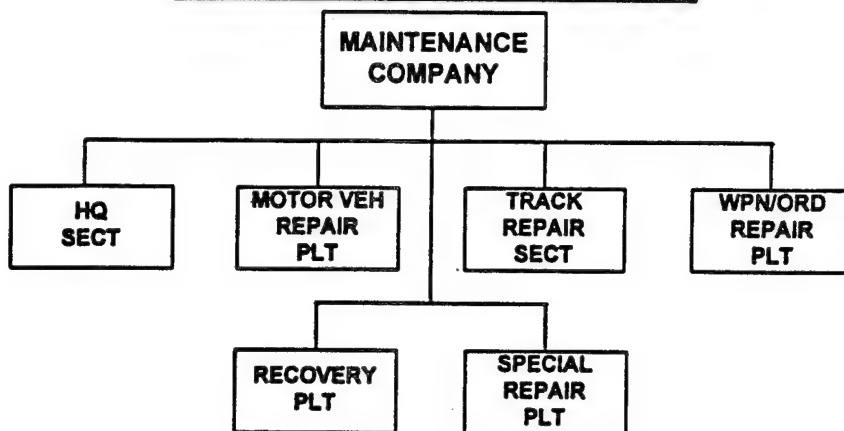 MAINTENANCE
COMPANY
HQ
SECT
MOTOR VEH
REPAIR
PLT
TRACK
REPAIR
SECT
WPN/ORD
REPAIR
PLT
RECOVERY
PLT
SPECIAL
REPAIR
PLT